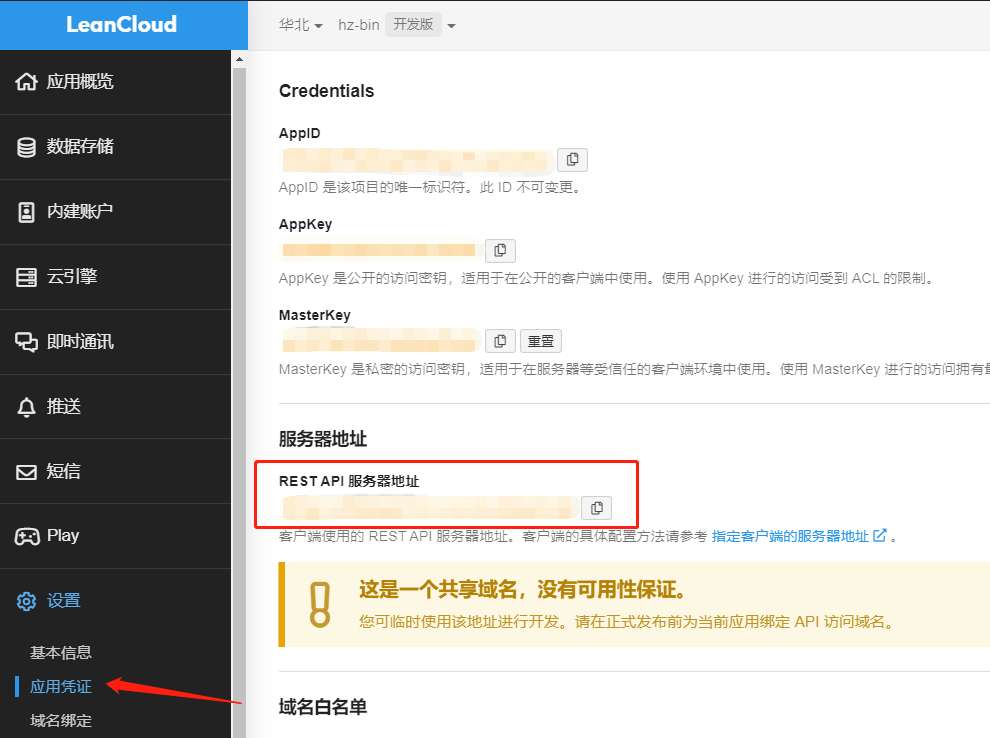 LeanCloud
华北 hz-bin 开发版
应用概览
数据存储
内建账户
云引擎
即时通讯
推送
短信
Play
设置
基本信息
应用凭证
域名绑定
Credentials
AppID
AppID 是该项目的唯一标识符。此 ID 不可变更。
AppKey
AppKey 是公开的访问密钥，适用于在公开的客户端中使用。使用 AppKey 进行的访问受到 ACL 的限制。
MasterKey
重置
MasterKey 是私密的访问密钥，适用于在服务器等受信任的客户端环境中使用。使用 MasterKey 进行的访问拥有
服务器地址
REST API 服务器地址
客户端使用的 REST API 服务器地址。客户端的具体配置方法请参考 指定客户端的服务器地址 。
这是一个共享域名，没有可用性保证。
您可临时使用该地址进行开发。请在正式发布前为当前应用绑定 API 访问域名。
域名白名单